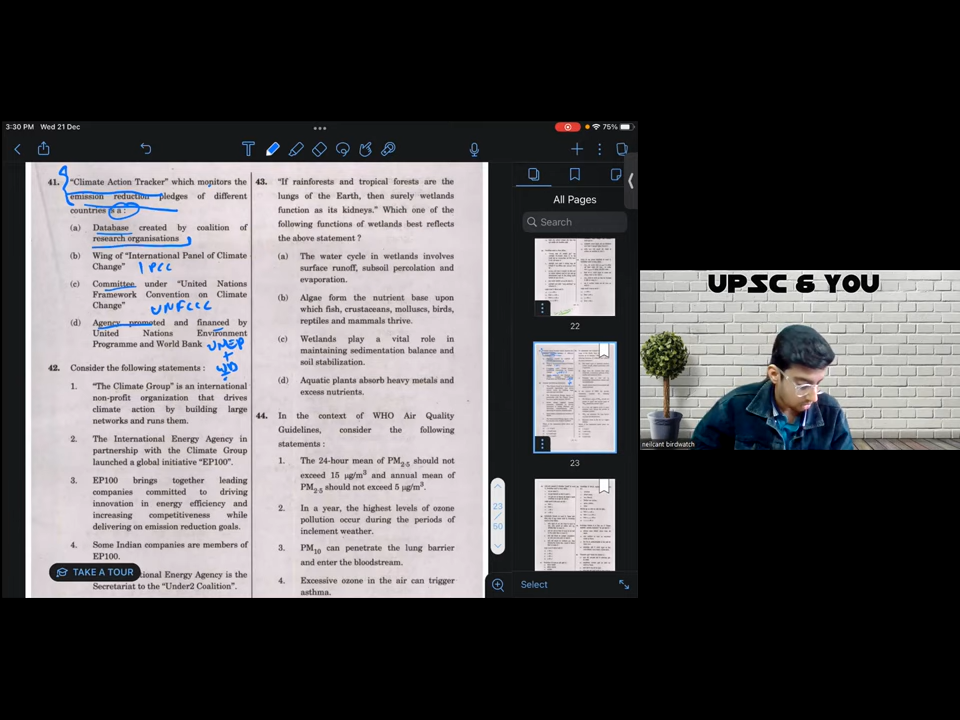 3:30 PM Wed 21 Dec
75%
41. "Climate Action Tracker" which monitors the
emission reduction pledges of different
countries is a :
(a) Database created by coalition of
research organisations
(b) Wing of "International Panel of Climate
Change" IPCC
(c) Committee under "United Nations
Framework Convention on Climate
Change" UNFCCC
(d) Agency promoted and financed by
United Nations Environment
Programme and World Bank UNEP
+
WB
42. Consider the following statements :
1. "The Climate Group" is an international
non-profit organization that drives
climate action by building large
networks and runs them.
2. The International Energy Agency in
partnership with the Climate Group
launched a global initiative "EP100".
3. EP100 brings together leading
companies committed to driving
innovation in energy efficiency and
increasing competitiveness while
delivering on emission reduction goals.
4. Some Indian companies are members of
EP100.
TAKE A TOUR
Energy Agency is the
Secretariat to the "Under2 Coalition".
43. "If rainforests and tropical forests are the
lungs of the Earth, then surely wetlands
function as its kidneys." Which one of the
following functions of wetlands best reflects
the above statement ?
(a) The water cycle in wetlands involves
surface runoff, subsoil percolation and
evaporation.
(b) Algae form the nutrient base upon
which fish, crustaceans, molluscs, birds,
reptiles and mammals thrive.
(c) Wetlands play a vital role in
maintaining sedimentation balance and
soil stabilization.
(d) Aquatic plants absorb heavy metals and
excess nutrients.
44. In the context of WHO Air Quality
Guidelines, consider the following
statements :
1. The 24-hour mean of PM2.5 should not
exceed 15 µg/m³ and annual mean of
PM2.5 should not exceed 5 µg/m³.
2. In a year, the highest levels of ozone
pollution occur during the periods of
inclement weather.
3. PM10 can penetrate the lung barrier
and enter the bloodstream.
4. Excessive ozone in the air can trigger
asthma.
23
/
50
All Pages
Search
22
23
Select
UPSC & YOU
neilcant birdwatch